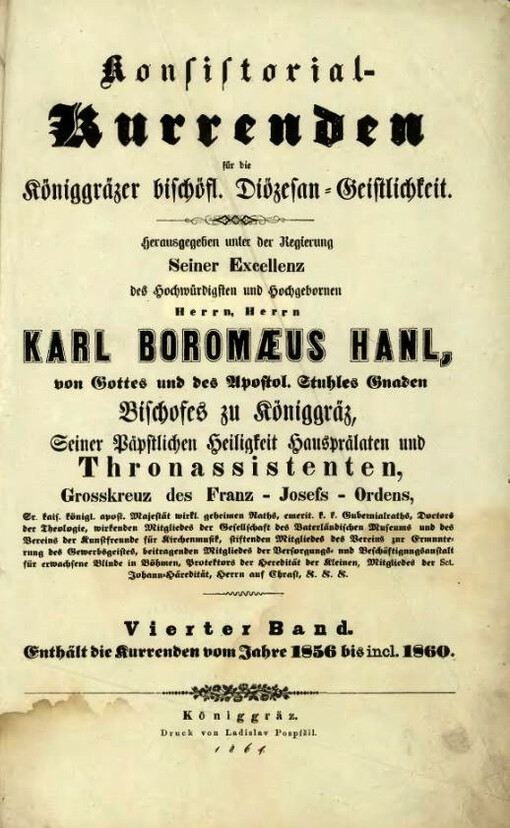 Konsistorial-
Kurrenden
für die
Königgräzer bischöfl. Diözesan-Geistlichkeit.
Herausgegeben unter der Regierung
Seiner Excellenz
des Hochwürdigsten und Hochgebornen
Herrn, Herrn
KARL BOROMÆUS HANL,
von Gottes und des Apostol. Stuhles Gnaden
Bischofes zu Königgräz,
Seiner Päpstlichen Heiligkeit Hausprälaten und
Thronassistenten,
Grosskreuz des Franz - Josefs - Ordens,
Sr. kais. königl. apost. Majestät wirkl. geheimen Raths, emerit. k. k. Gubernialraths, Doctors
der Theologie, wirkenden Mitgliedes der Gesellschaft des Vaterländischen Museums und des
Vereins der Kunstfreunde für Kirchenmusik, stiftenden Mitgliedes des Vereins zur Ermunte-
rung des Gewerbsgeistes, beitragenden Mitgliedes der Versorgungs- und Beschäftigungsanstalt
für erwachsene Blinde in Böhmen, Protektors der Heredität der Kleinen, Mitgliedes der Sct.
Johann-Häredität, Herrn auf Chrast, &. &. &.
Vierter Band.
Enthält die Kurrenden vom Jahre 1856 bis incl. 1860.
Königgräz.
Druck von Ladislav Pospíšil.
1861.